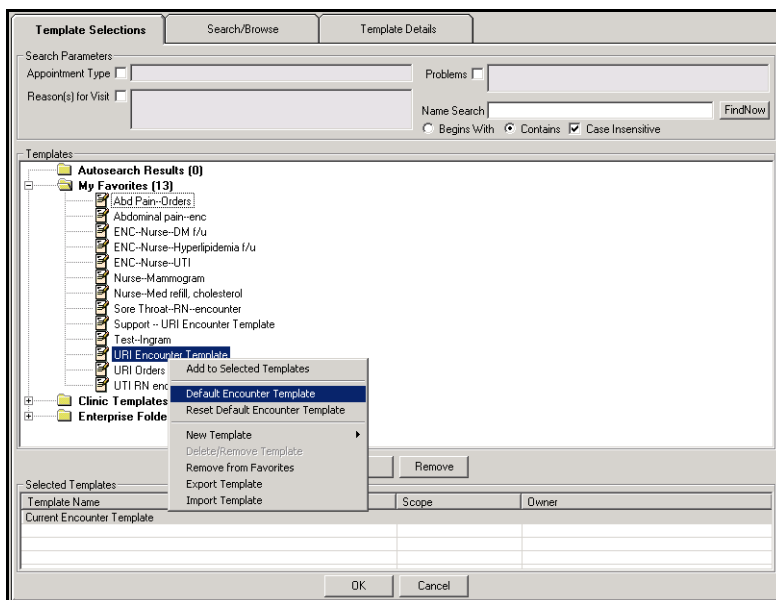 Template Selections Search/Browse Template Details
Search Parameters
Appointment Type Problems
Reason(s) for Visit
Name Search FindNow
Begins With Contains Case Insensitive
Templates
Autosearch Results (0)
My Favorites (13)
Abd Pain--Orders
Abdominal pain--enc
ENC--Nurse--DM f/u
ENC--Nurse--Hyperlipidemia f/u
ENC--Nurse--UTI
Nurse--Mammogram
Nurse--Med refill, cholesterol
Sore Throat--RN--encounter
Support -- URI Encounter Template
Test--Ingram
URI Encounter Template
URI Orders
UTI RN enc
Clinic Templates
Enterprise Folde
Add to Selected Templates
Default Encounter Template
Reset Default Encounter Template
New Template
Delete/Remove Template
Remove from Favorites
Export Template
Import Template
Remove
Selected Templates
Template Name Scope Owner
Current Encounter Template
OK Cancel